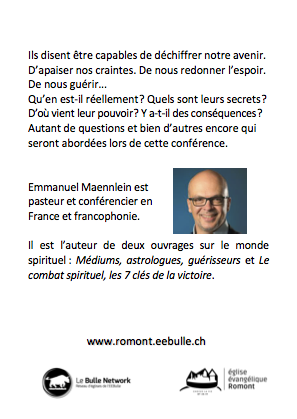 Ils disent être capables de déchiffrer notre avenir.
D'apaiser nos craintes. De nous redonner l'espoir.
De nous guérir...
Qu'en est-il réellement? Quels sont leurs secrets?
D'où vient leur pouvoir? Y a-t-il des conséquences?
Autant de questions et bien d'autres encore qui
seront abordées lors de cette conférence.
Emmanuel Maennlein est
pasteur et conférencier en
France et francophonie.
Il est l'auteur de deux ouvrages sur le monde
spirituel : Médiums, astrologues, guérisseurs et Le
combat spirituel, les 7 clés de la victoire.
www.romont.eebulle.ch
Le Bulle Network
Réseau d'églises de l'EEBulle
église
évangélique
Romont